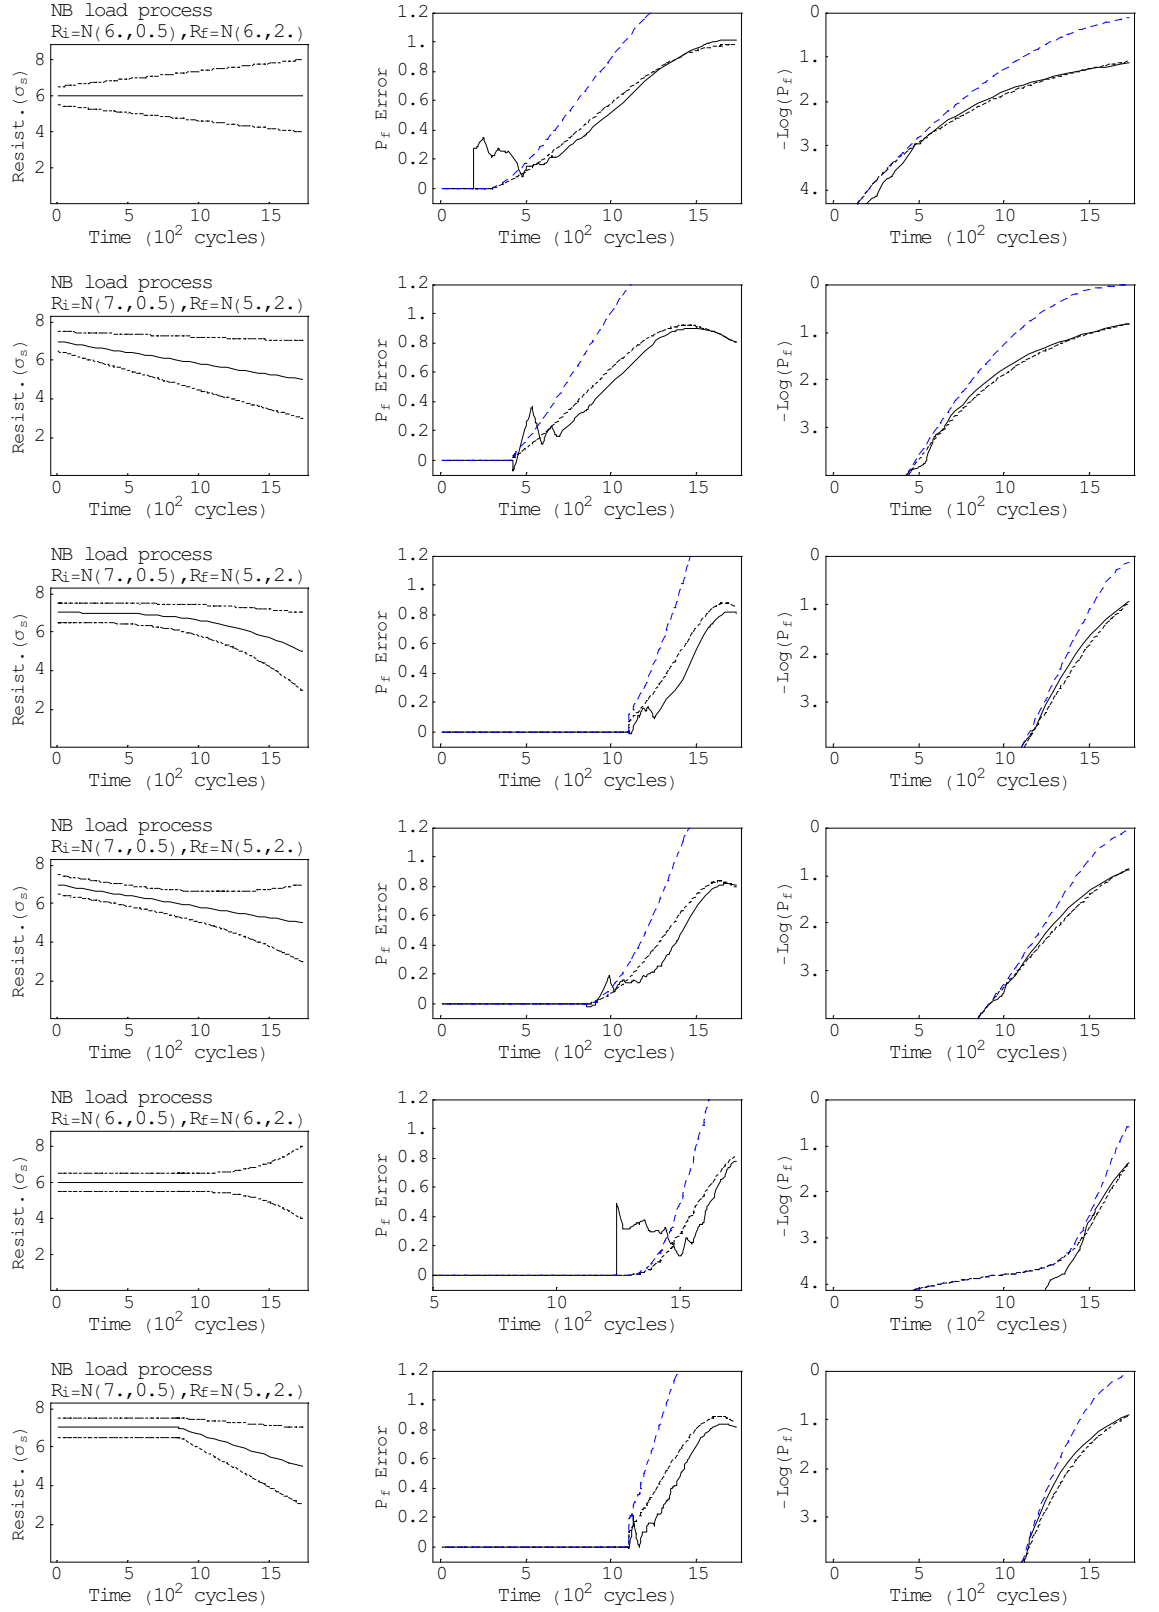 NB load process
Ri=N(6.,0.5),Rf=N(6.,2.)
Resist.(σs)
8
6
4
2
0 5 10 15
Time (10² cycles)
Pf Error
1.2
1.
0.8
0.6
0.4
0.2
0
0 5 10 15
Time (10² cycles)
-Log(Pf)
0
1.
2.
3.
4.
0 5 10 15
Time (10² cycles)
NB load process
Ri=N(7.,0.5),Rf=N(5.,2.)
Resist.(σs)
8
6
4
2
0 5 10 15
Time (10² cycles)
Pf Error
1.2
1.
0.8
0.6
0.4
0.2
0
0 5 10 15
Time (10² cycles)
-Log(Pf)
0
1.
2.
3.
0 5 10 15
Time (10² cycles)
NB load process
Ri=N(7.,0.5),Rf=N(5.,2.)
Resist.(σs)
8
6
4
2
0 5 10 15
Time (10² cycles)
Pf Error
1.2
1.
0.8
0.6
0.4
0.2
0
0 5 10 15
Time (10² cycles)
-Log(Pf)
0
1.
2.
3.
0 5 10 15
Time (10² cycles)
NB load process
Ri=N(7.,0.5),Rf=N(5.,2.)
Resist.(σs)
8
6
4
2
0 5 10 15
Time (10² cycles)
Pf Error
1.2
1.
0.8
0.6
0.4
0.2
0
0 5 10 15
Time (10² cycles)
-Log(Pf)
0
1.
2.
3.
0 5 10 15
Time (10² cycles)
NB load process
Ri=N(6.,0.5),Rf=N(6.,2.)
Resist.(σs)
8
6
4
2
0 5 10 15
Time (10² cycles)
Pf Error
1.2
1.
0.8
0.6
0.4
0.2
0
5 10 15
Time (10² cycles)
-Log(Pf)
0
1.
2.
3.
4.
0 5 10 15
Time (10² cycles)
NB load process
Ri=N(7.,0.5),Rf=N(5.,2.)
Resist.(σs)
8
6
4
2
0 5 10 15
Time (10² cycles)
Pf Error
1.2
1.
0.8
0.6
0.4
0.2
0
0 5 10 15
Time (10² cycles)
-Log(Pf)
0
1.
2.
3.
0 5 10 15
Time (10² cycles)